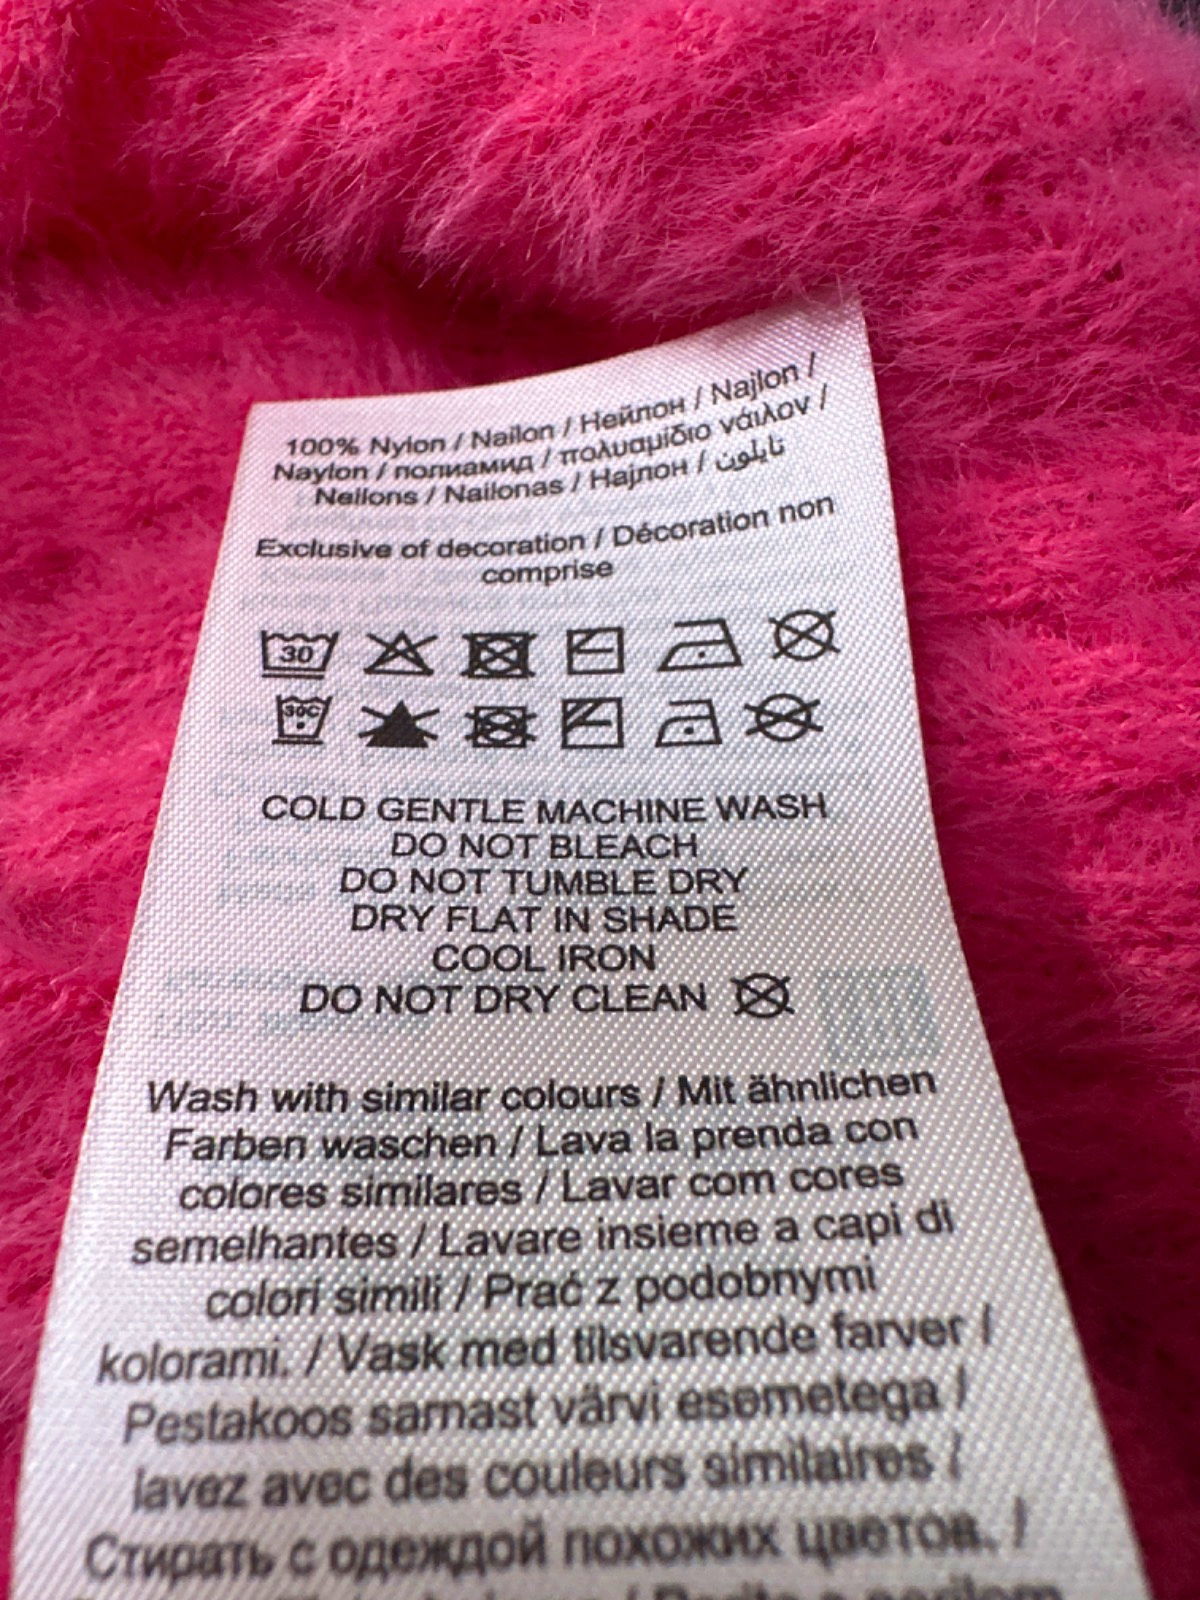 100% Nylon / Nailon / Нейлон / Najlon /
Naylon / полиамид / πολυαμίδιο νάιλον /
Neilons / Nailonas / Најлон / نايلون
Exclusive of decoration / Décoration non
comprise
30
30C
COLD GENTLE MACHINE WASH
DO NOT BLEACH
DO NOT TUMBLE DRY
DRY FLAT IN SHADE
COOL IRON
DO NOT DRY CLEAN
Wash with similar colours / Mit ähnlichen
Farben waschen / Lava la prenda con
colores similares / Lavar com cores
semelhantes / Lavare insieme a capi di
colori simili / Prać z podobnymi
kolorami. / Vask med tilsvarende farver /
Pestakoos samast värvi esemetega /
lavez avec des couleurs similaires /
Стирать с одеждой похожих цветов. /